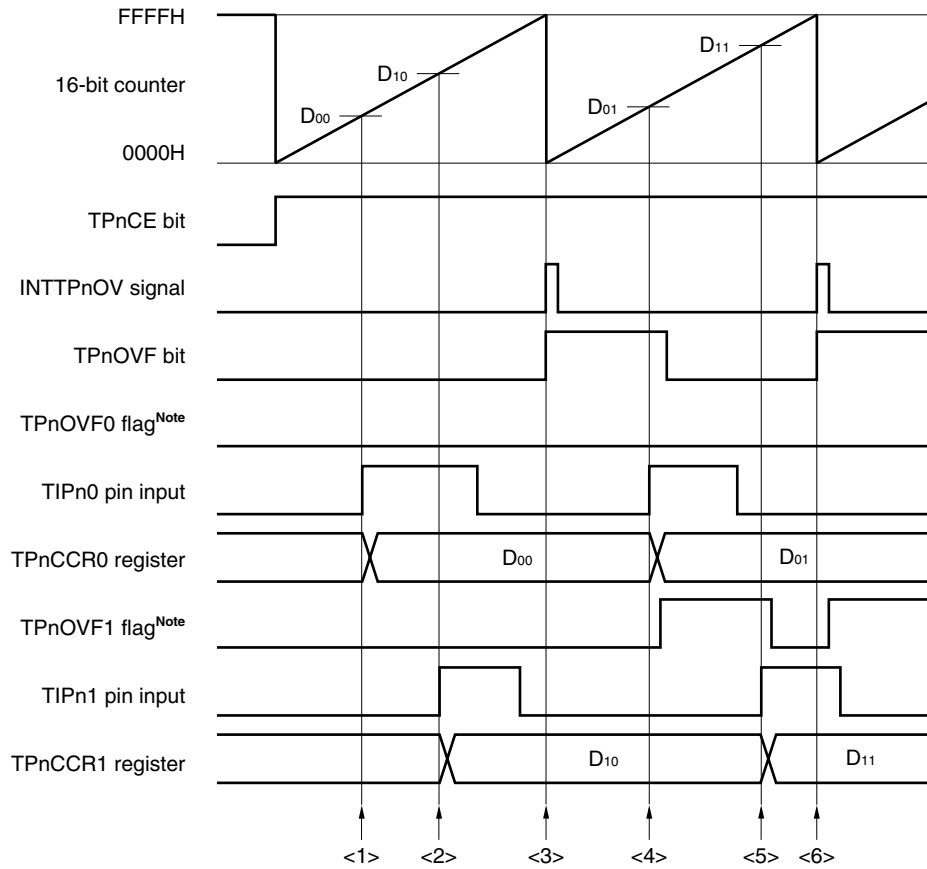 FFFFH
D10
D11
16-bit counter
D00
D01
0000H
TPnCE bit
INTTPnOV signal
TPnOVF bit
TPnOVF0 flagNote
TIPn0 pin input
TPnCCR0 register
D00
D01
TPnOVF1 flagNote
TIPn1 pin input
TPnCCR1 register
D10
D11
<1> <2> <3> <4> <5> <6>